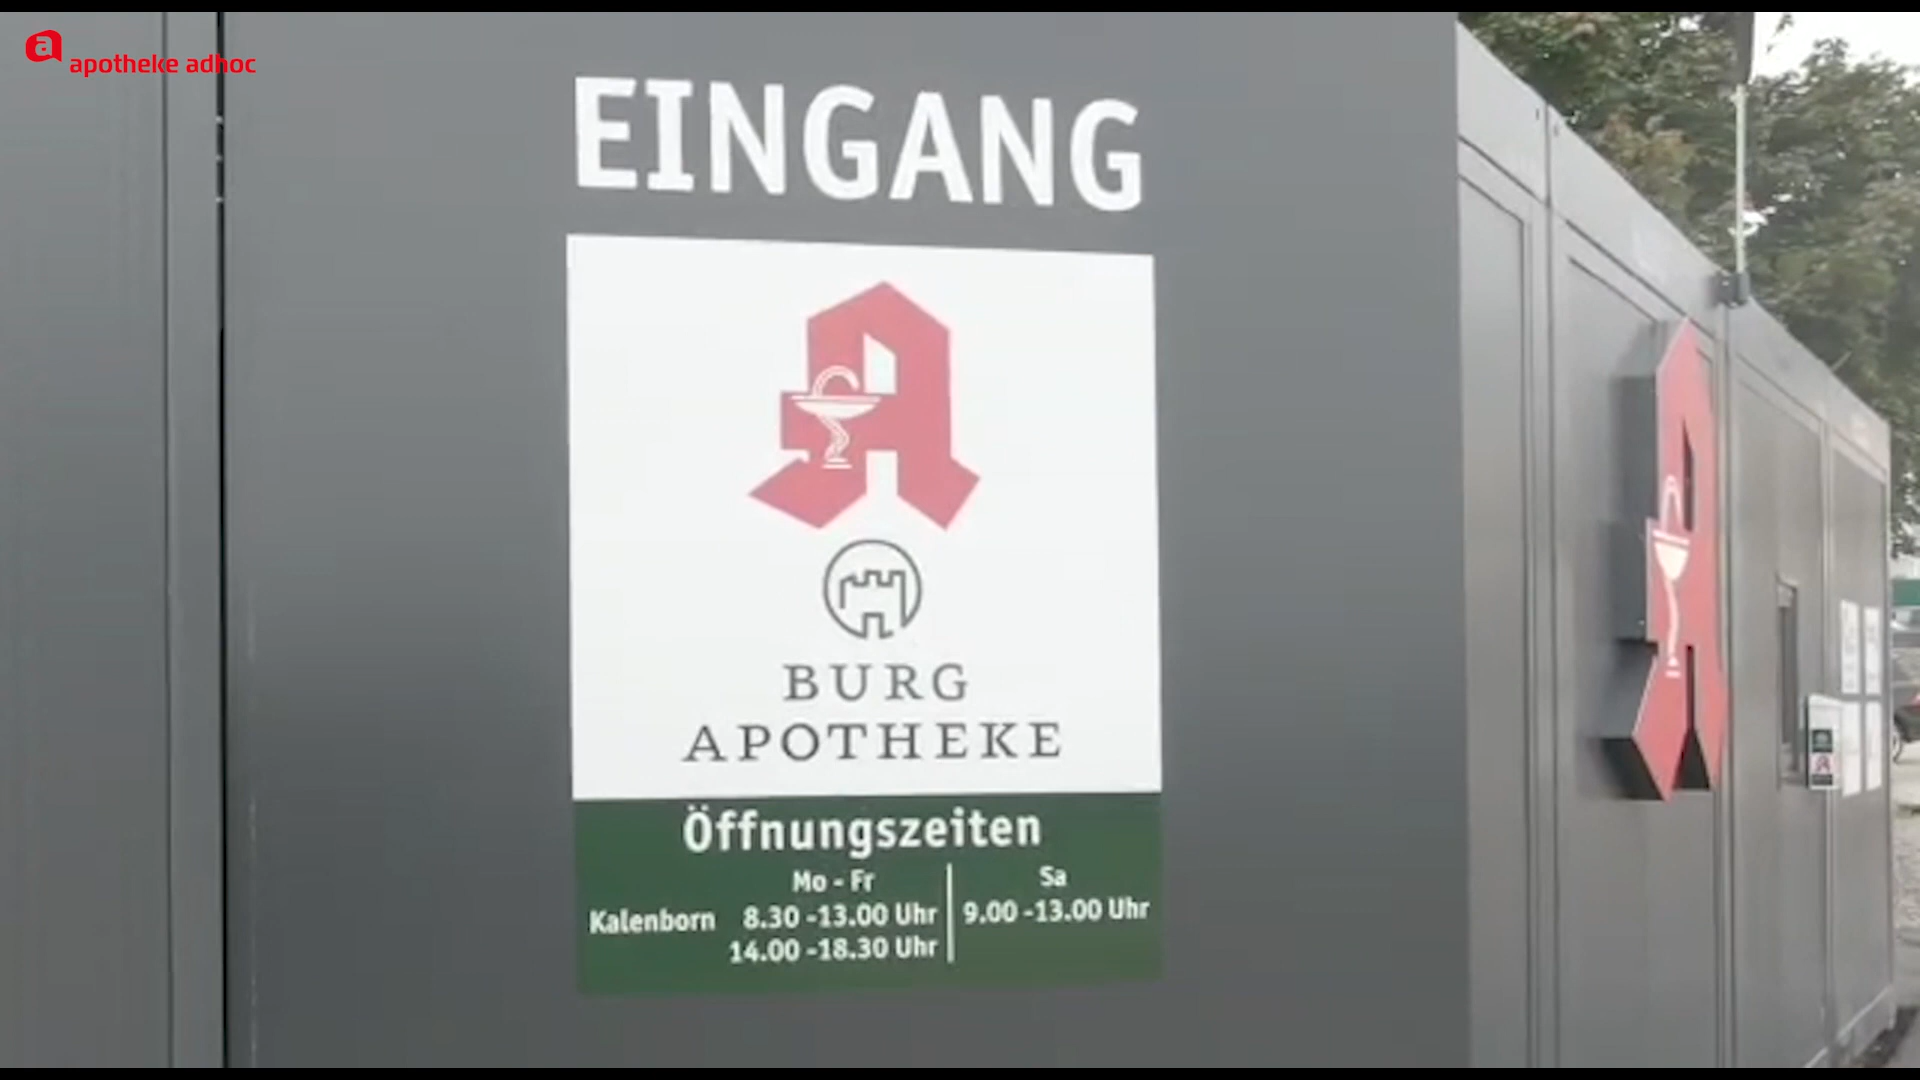 a apotheke adhoc
EINGANG
A
BURG
APOTHEKE
Öffnungszeiten
Mo - Fr
Sa
Kalenborn 8.30 -13.00 Uhr 9.00 -13.00 Uhr
14.00 -18.30 Uhr
A